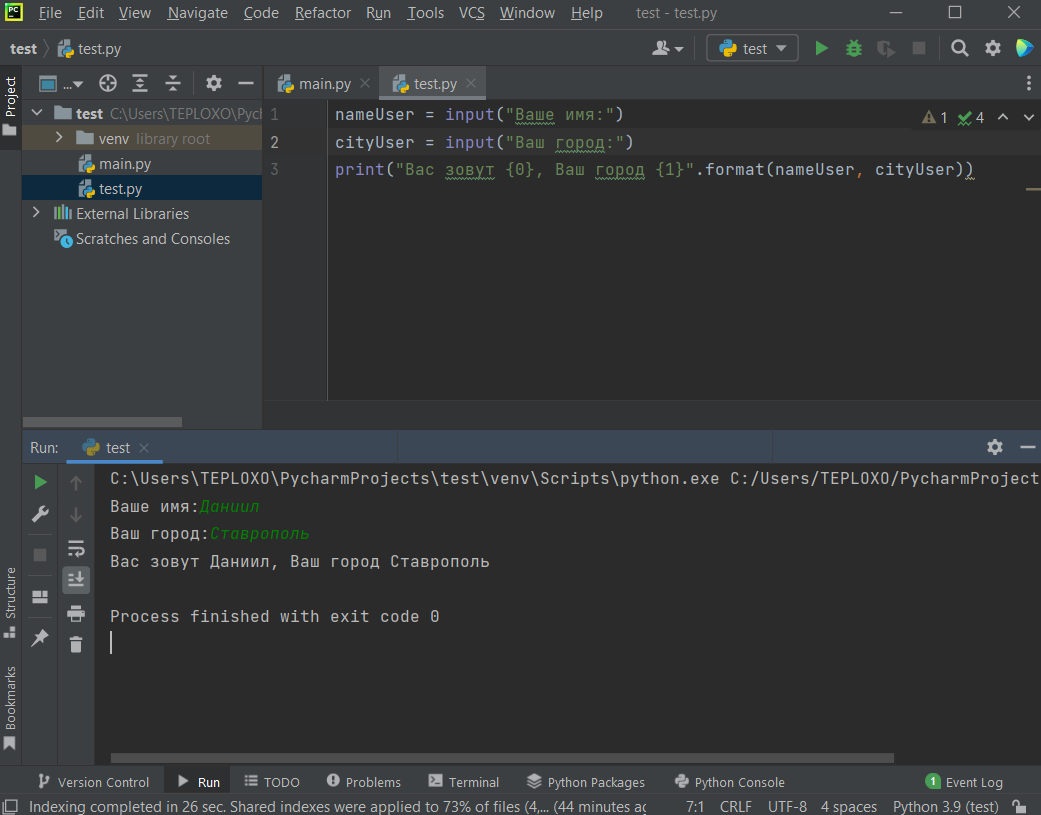 PC File Edit View Navigate Code Refactor Run Tools VCS Window Help test - test.py
test test.py test
Project ... main.py test.py
test C:\Users\TEPLOXO\Pych
venv library root
main.py
test.py
External Libraries
Scratches and Consoles
1 nameUser = input("Ваше имя:") 1 4
2 cityUser = input("Ваш город:")
3 print("Вас зовут {0}, Ваш город {1}".format(nameUser, cityUser))
Run: test
C:\Users\TEPLOXO\PycharmProjects\test\venv\Scripts\python.exe C:/Users/TEPLOXO/PycharmProject
Ваше имя:Даниил
Ваш город:Ставрополь
Вас зовут Даниил, Ваш город Ставрополь
Process finished with exit code 0
Structure
Bookmarks
Version Control Run TODO Problems Terminal Python Packages Python Console 1 Event Log
Indexing completed in 26 sec. Shared indexes were applied to 73% of files (4,... (44 minutes ag 7:1 CRLF UTF-8 4 spaces Python 3.9 (test)